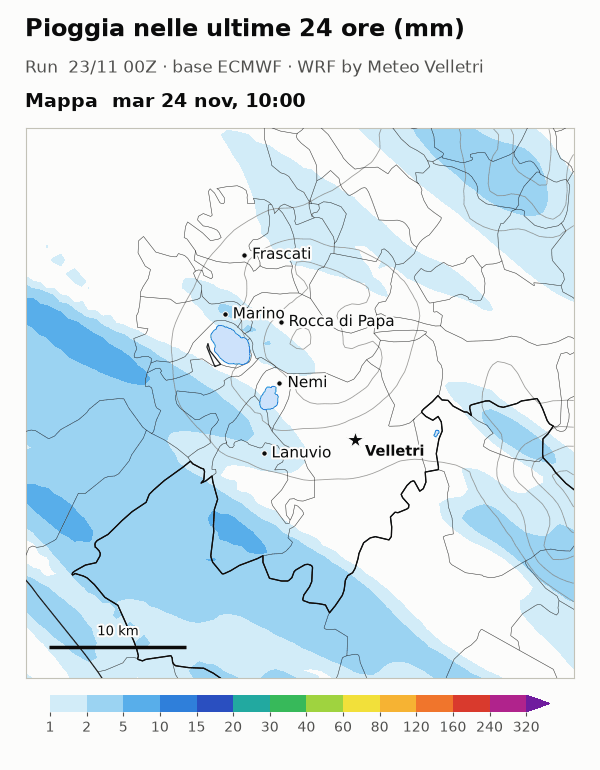 Pioggia nelle ultime 24 ore (mm)
Run  23/11 00Z · base ECMWF · WRF by Meteo Velletri
Mappa  mar 24 nov, 10:00
Frascati
Marino
Rocca di Papa
Nemi
Velletri
Lanuvio
10 km
1 2 5 10 15 20 30 40 60 80 120 160 240 320